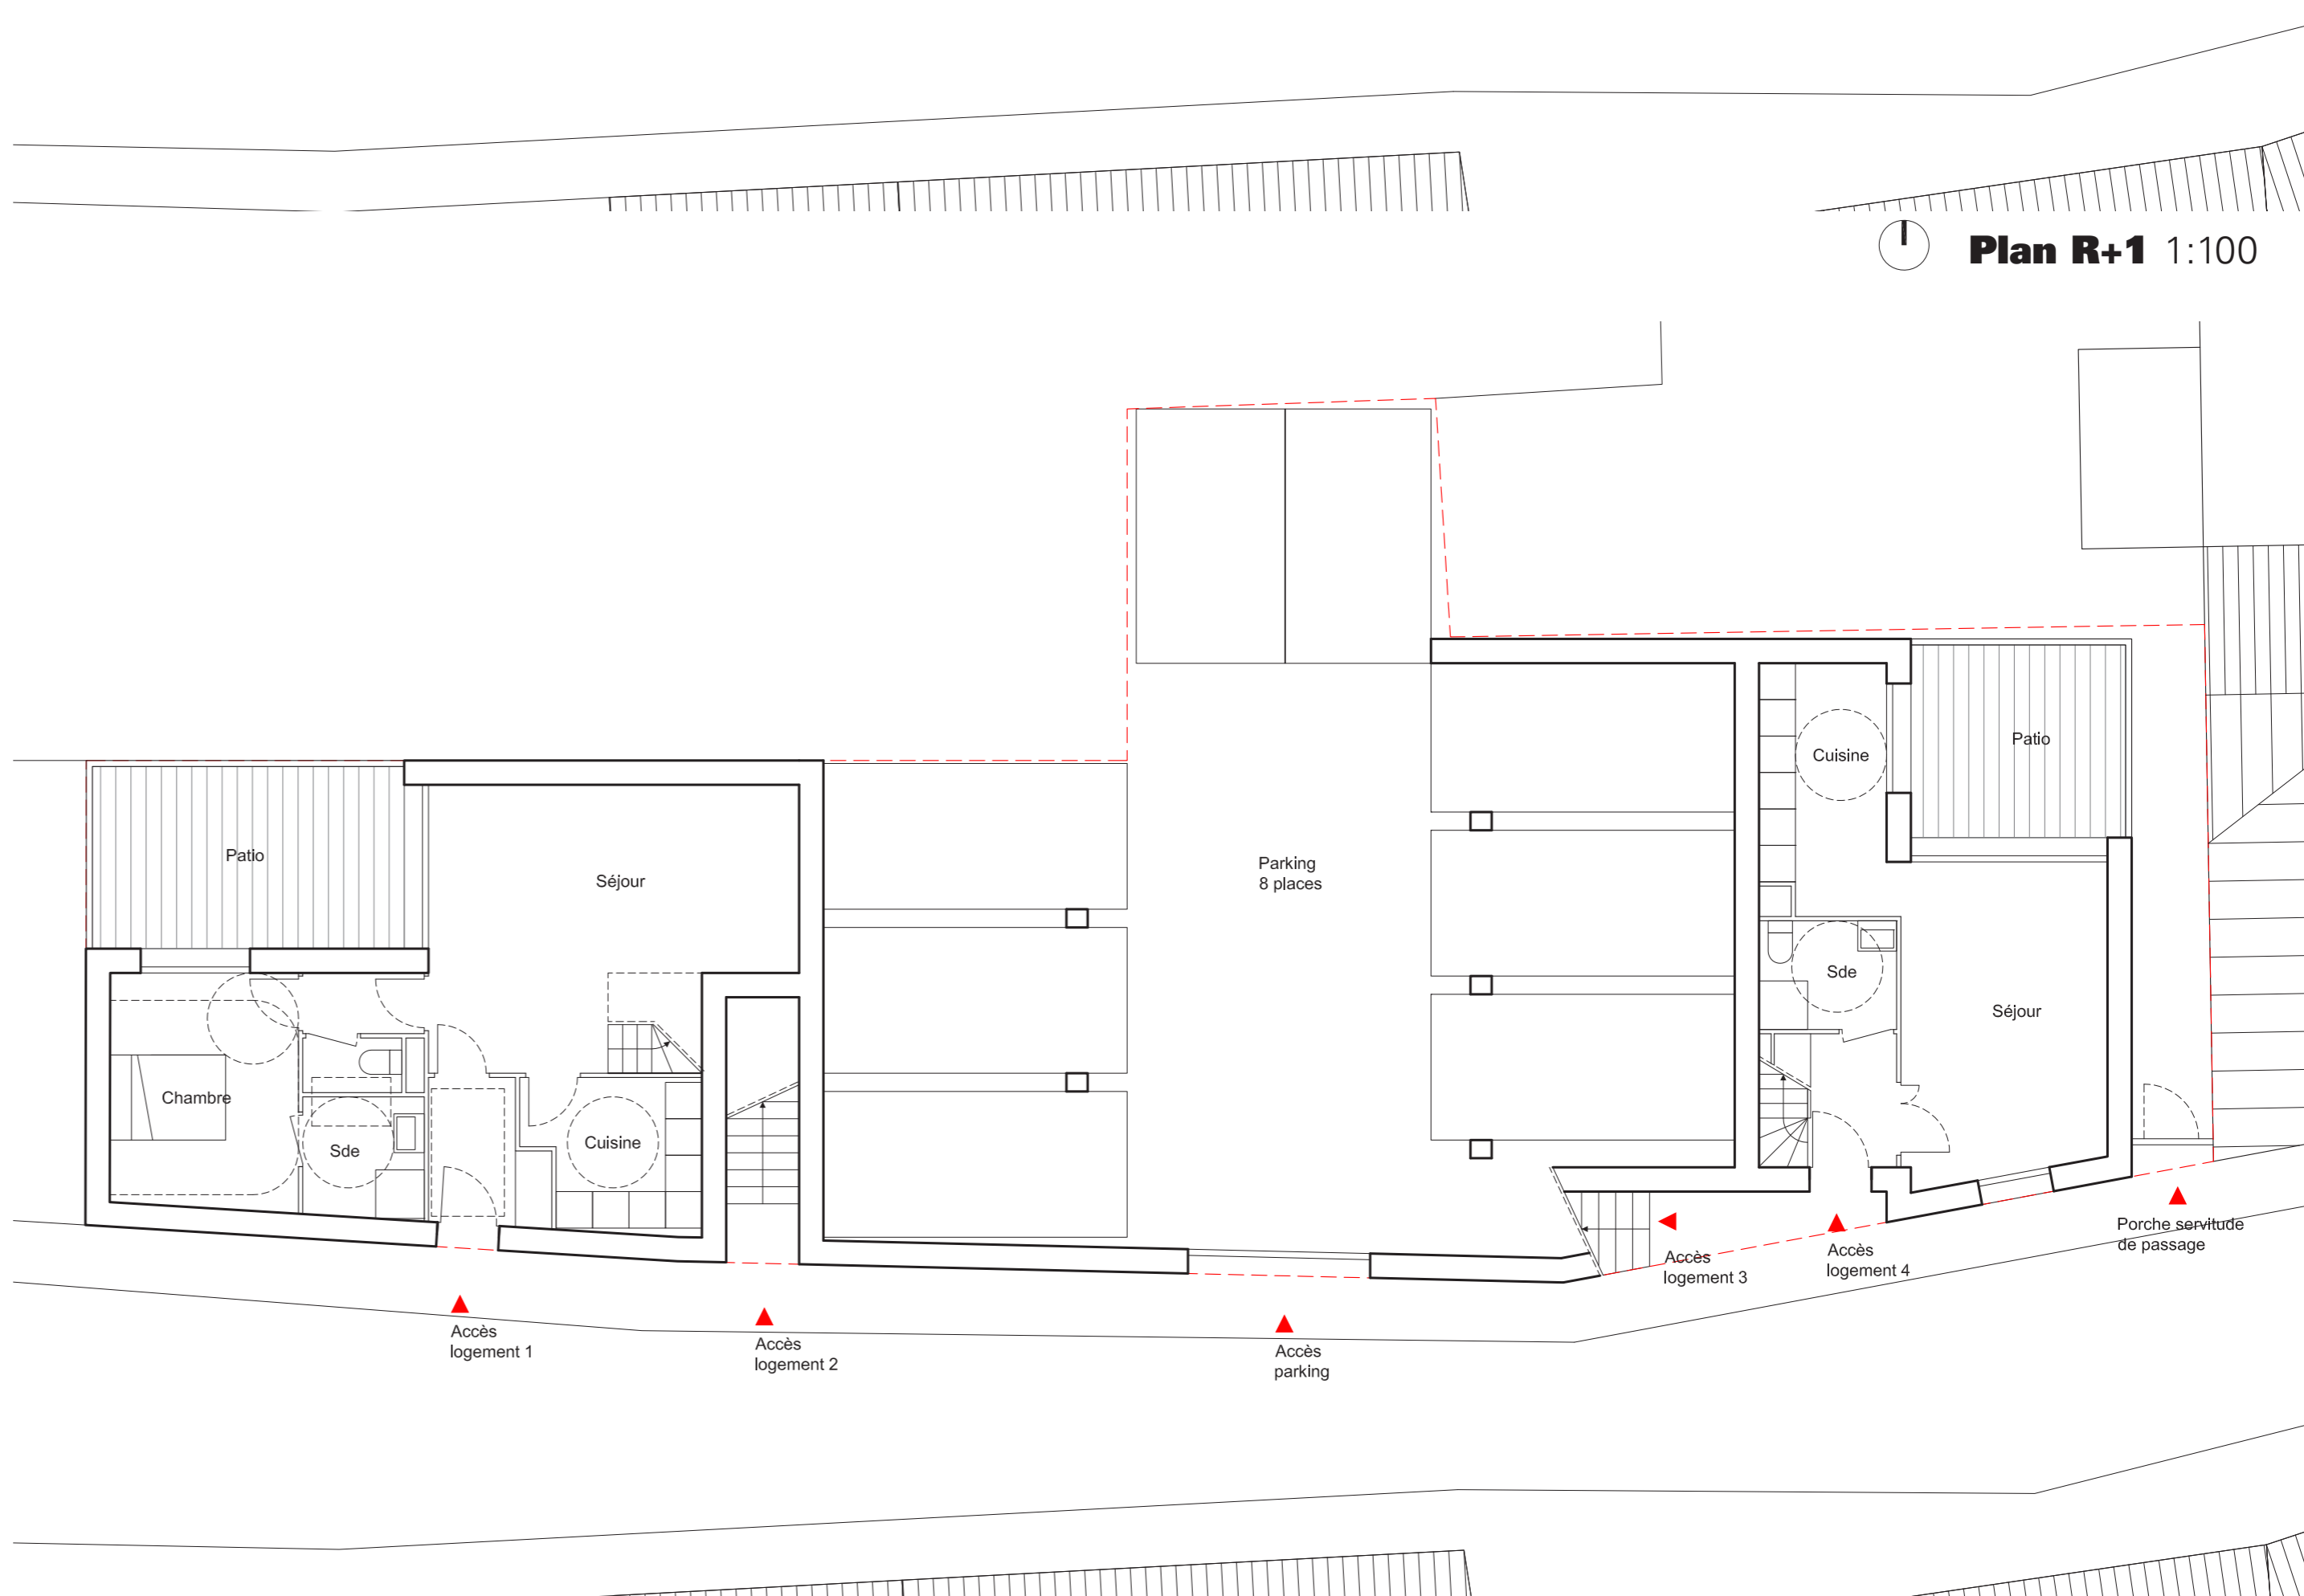 Plan R+1 1:100
Patio
Cuisine
Patio
Séjour
Parking
8 places
Sde
Séjour
Chambre
Sde
Cuisine
Porche servitude
de passage
Accès
logement 3
Accès
logement 4
Accès
logement 1
Accès
logement 2
Accès
parking